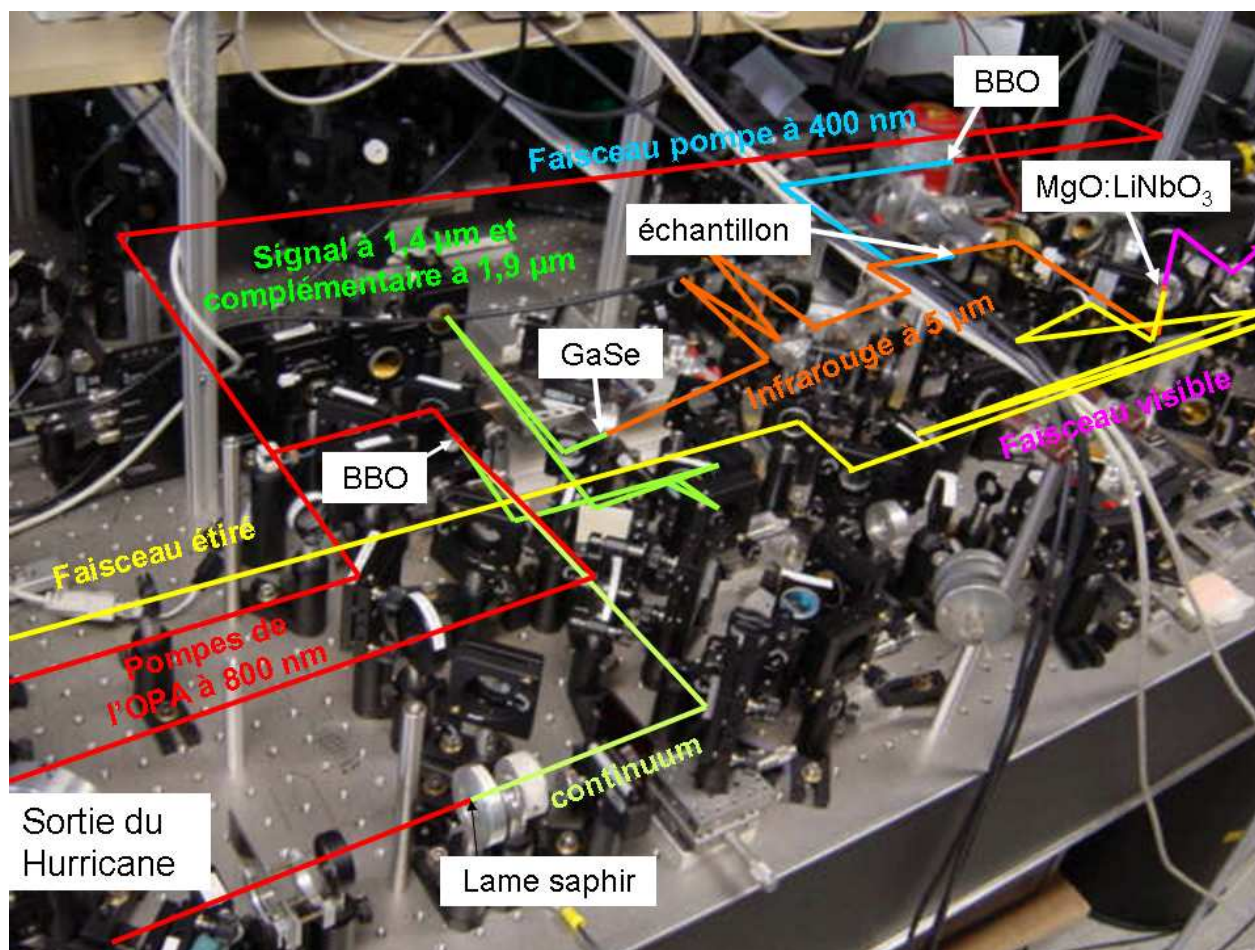 BBO
Faisceau pompe à 400 nm
MgO:LiNbO3
échantillon
Signal à 1,4 µm et
complémentaire à 1,9 µm
GaSe
Infrarouge à 5 µm
Faisceau visible
BBO
Faisceau étiré
Pompes de
l'OPA à 800 nm
continuum
Sortie du
Hurricane
Lame saphir